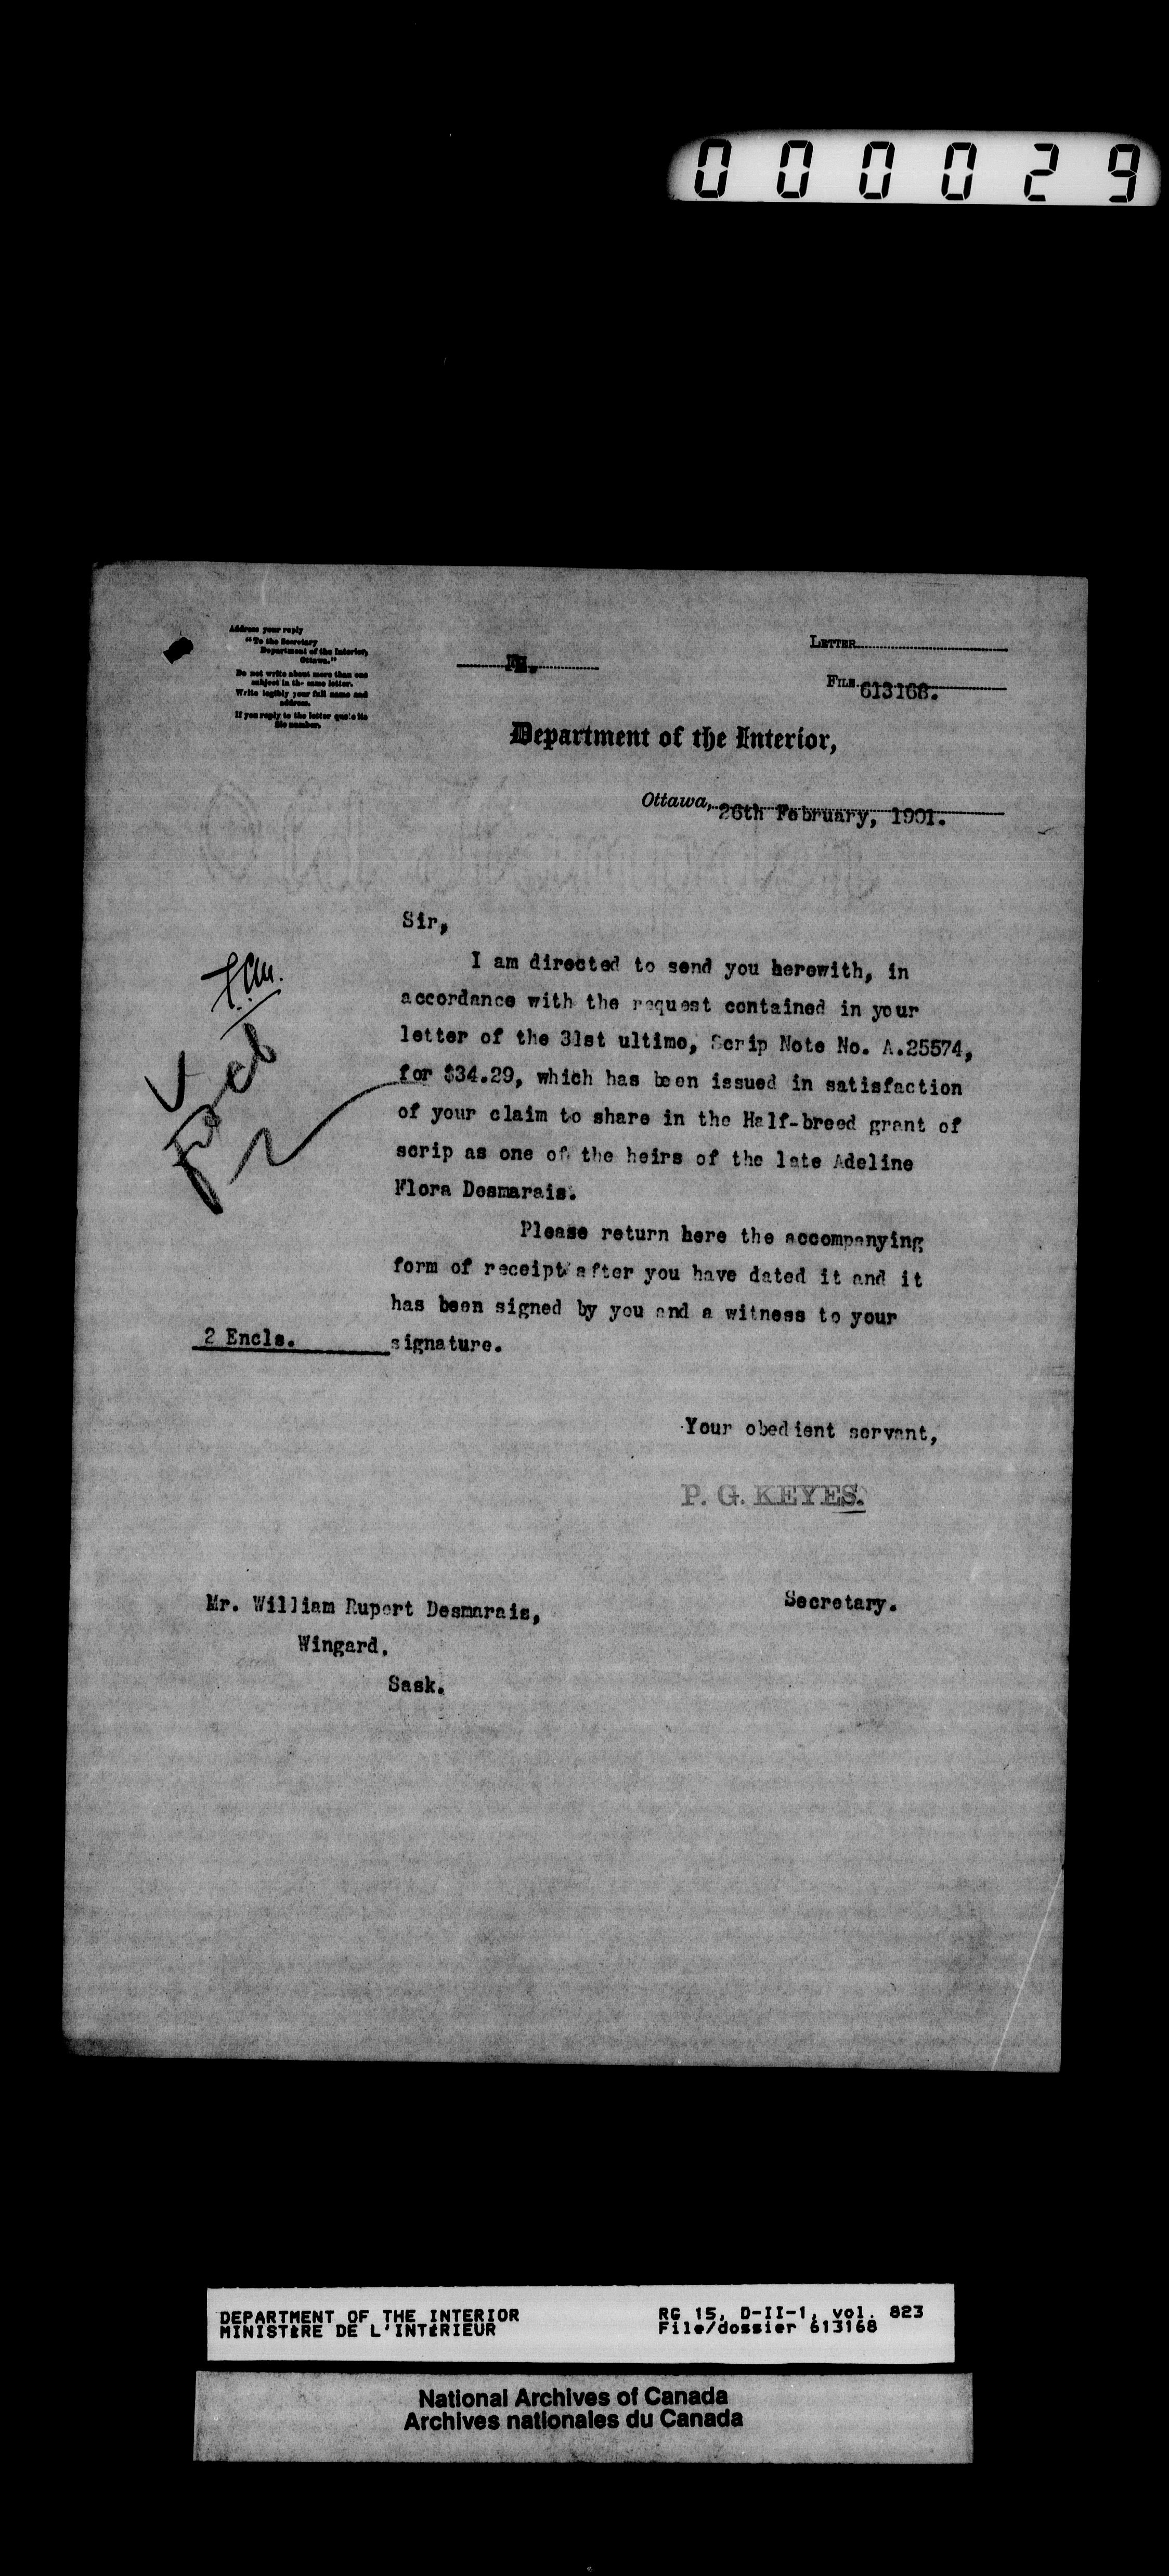 000029
Address your reply
"To the Secretary
Department of the Interior,
Ottawa."
Do not write about more than one
subject in the same letter.
Write legibly your full name and
address.
If you reply to the letter quote its
file number.
LETTER
FILE 613168.
Department of the Interior,
Ottawa, 26th February, 1901.
Sir,
I am directed to send you herewith, in
accordance with the request contained in your
letter of the 31st ultimo, Scrip Note No. A.25574,
for $34.29, which has been issued in satisfaction
of your claim to share in the Half-breed grant of
scrip as one of the heirs of the late Adeline
Flora Desmarais.
Please return here the accompanying
form of receipt after you have dated it and it
has been signed by you and a witness to your
2 Encls. signature.
Your obedient servant,
P. G. KEYES.
Secretary.
Mr. William Rupert Desmarais,
Wingard,
Sask.
DEPARTMENT OF THE INTERIOR
MINISTÈRE DE L'INTÉRIEUR
RG 15, D-II-1, vol. 823
File/dossier 613168
National Archives of Canada
Archives nationales du Canada